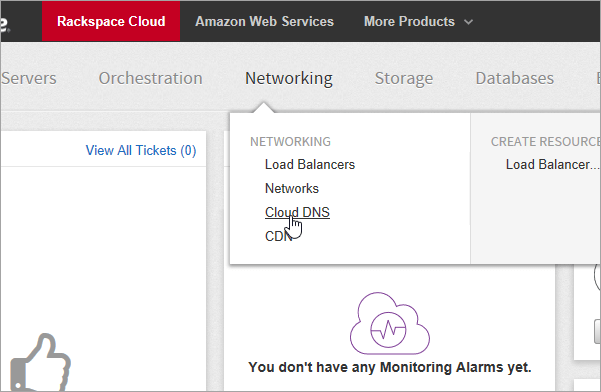 Rackspace Cloud Amazon Web Services More Products
Servers Orchestration Networking Storage Databases
NETWORKING CREATE RESOURCE
View All Tickets (0)
Load Balancers Load Balancer...
Networks
Cloud DNS
CDN
You don't have any Monitoring Alarms yet.